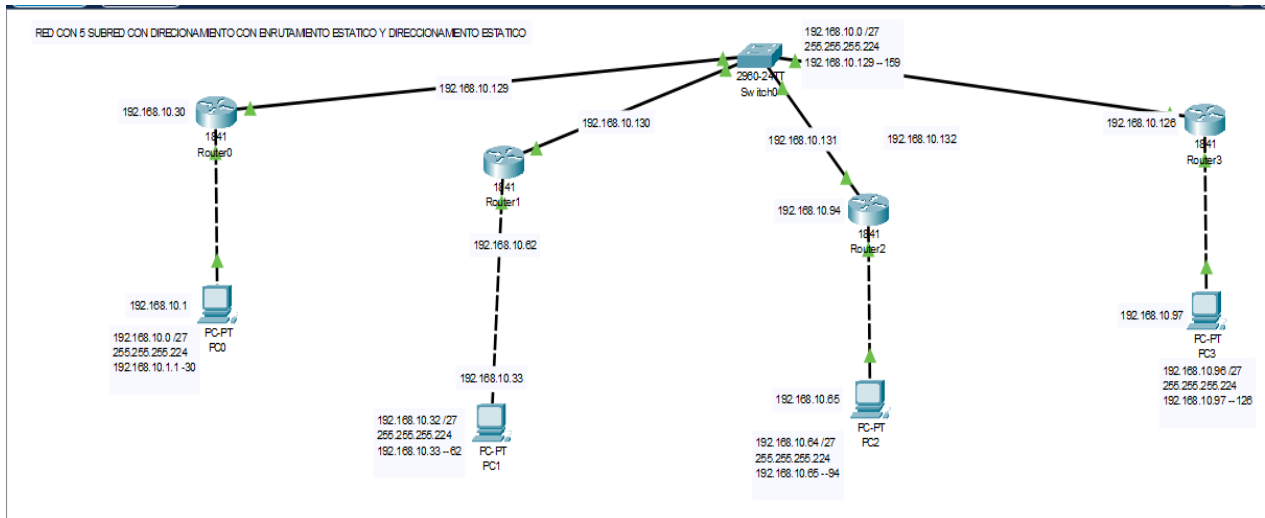 RED CON 5 SUBRED CON DIRECIONAMIENTO CON ENRUTAMIENTO ESTATICO Y DIRECCIONAMIENTO ESTATICO
192.168.10.0 /27
255.255.255.224
192.168.10.129 --159
2960-24TT
Switch0
192.168.10.129
192.168.10.130
192.168.10.131
192.168.10.132
192.168.10.30
1841
Router0
192.168.10.1
PC-PT
PC0
192.168.10.0 /27
255.255.255.224
192.168.10.1.1 -30
1841
Router1
192.168.10.62
192.168.10.33
192.168.10.32 /27
255.255.255.224
192.168.10.33 --62
PC-PT
PC1
192.168.10.94
1841
Router2
192.168.10.65
PC-PT
PC2
192.168.10.64 /27
255.255.255.224
192.168.10.65 --94
192.168.10.126
1841
Router3
192.168.10.97
PC-PT
PC3
192.168.10.96 /27
255.255.255.224
192.168.10.97 --126